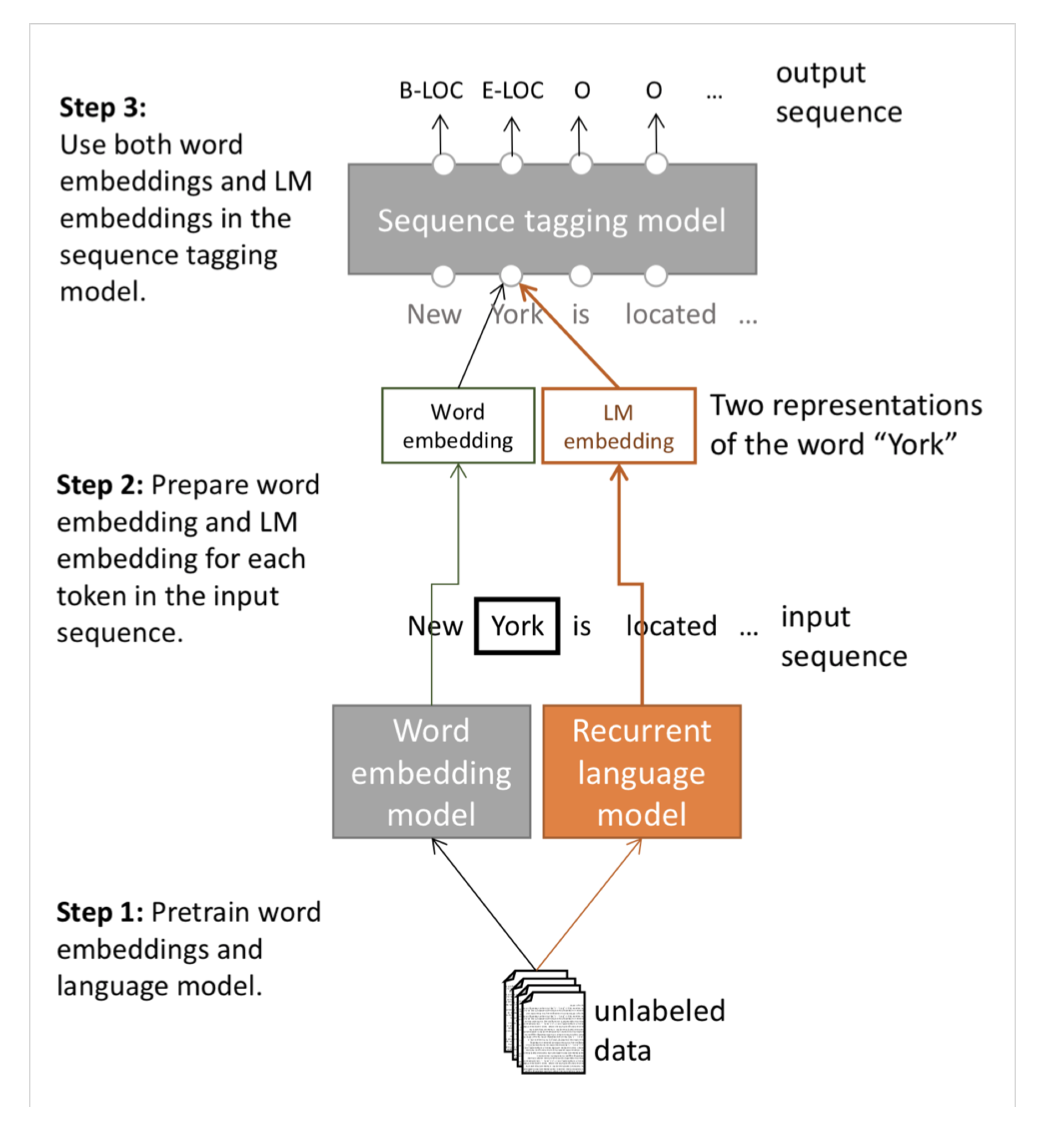 B-LOC E-LOC O O ...
output
sequence
Step 3:
Use both word
embeddings and LM
embeddings in the
sequence tagging
model.
Sequence tagging model
New York is located ...
Word
embedding
LM
embedding
Two representations
of the word “York”
Step 2: Prepare word
embedding and LM
embedding for each
token in the input
sequence.
New York is located ...
input
sequence
Word
embedding
model
Recurrent
language
model
Step 1: Pretrain word
embeddings and
language model.
unlabeled
data